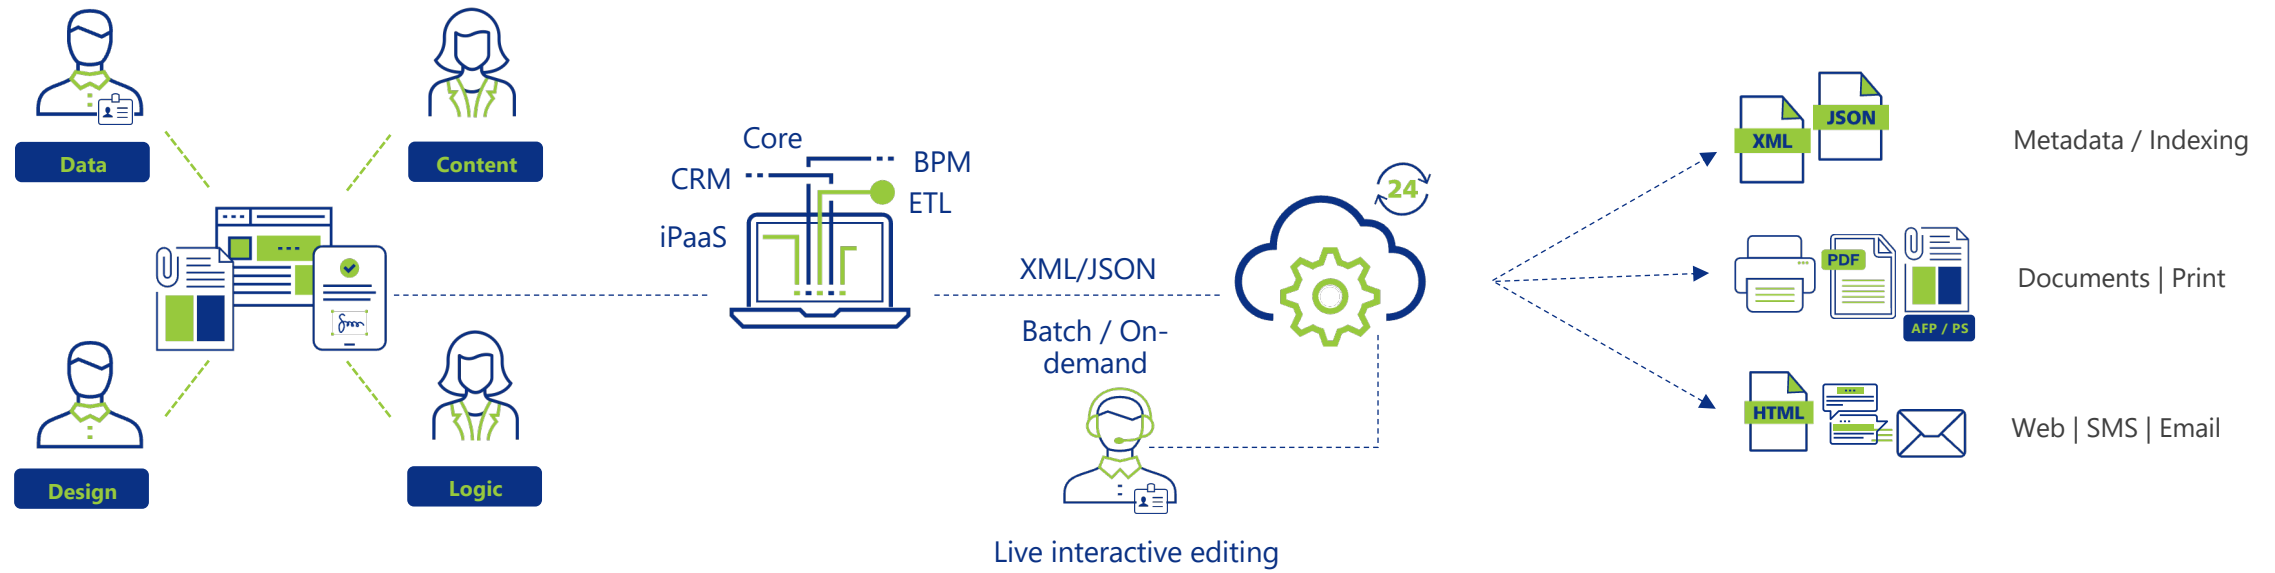 Data
Content
Design
Logic
Core
CRM
iPaaS
BPM
ETL
XML/JSON
Batch / On-
demand
Live interactive editing
24
XML
JSON
Metadata / Indexing
PDF
AFP / PS
Documents | Print
HTML
Web | SMS | Email